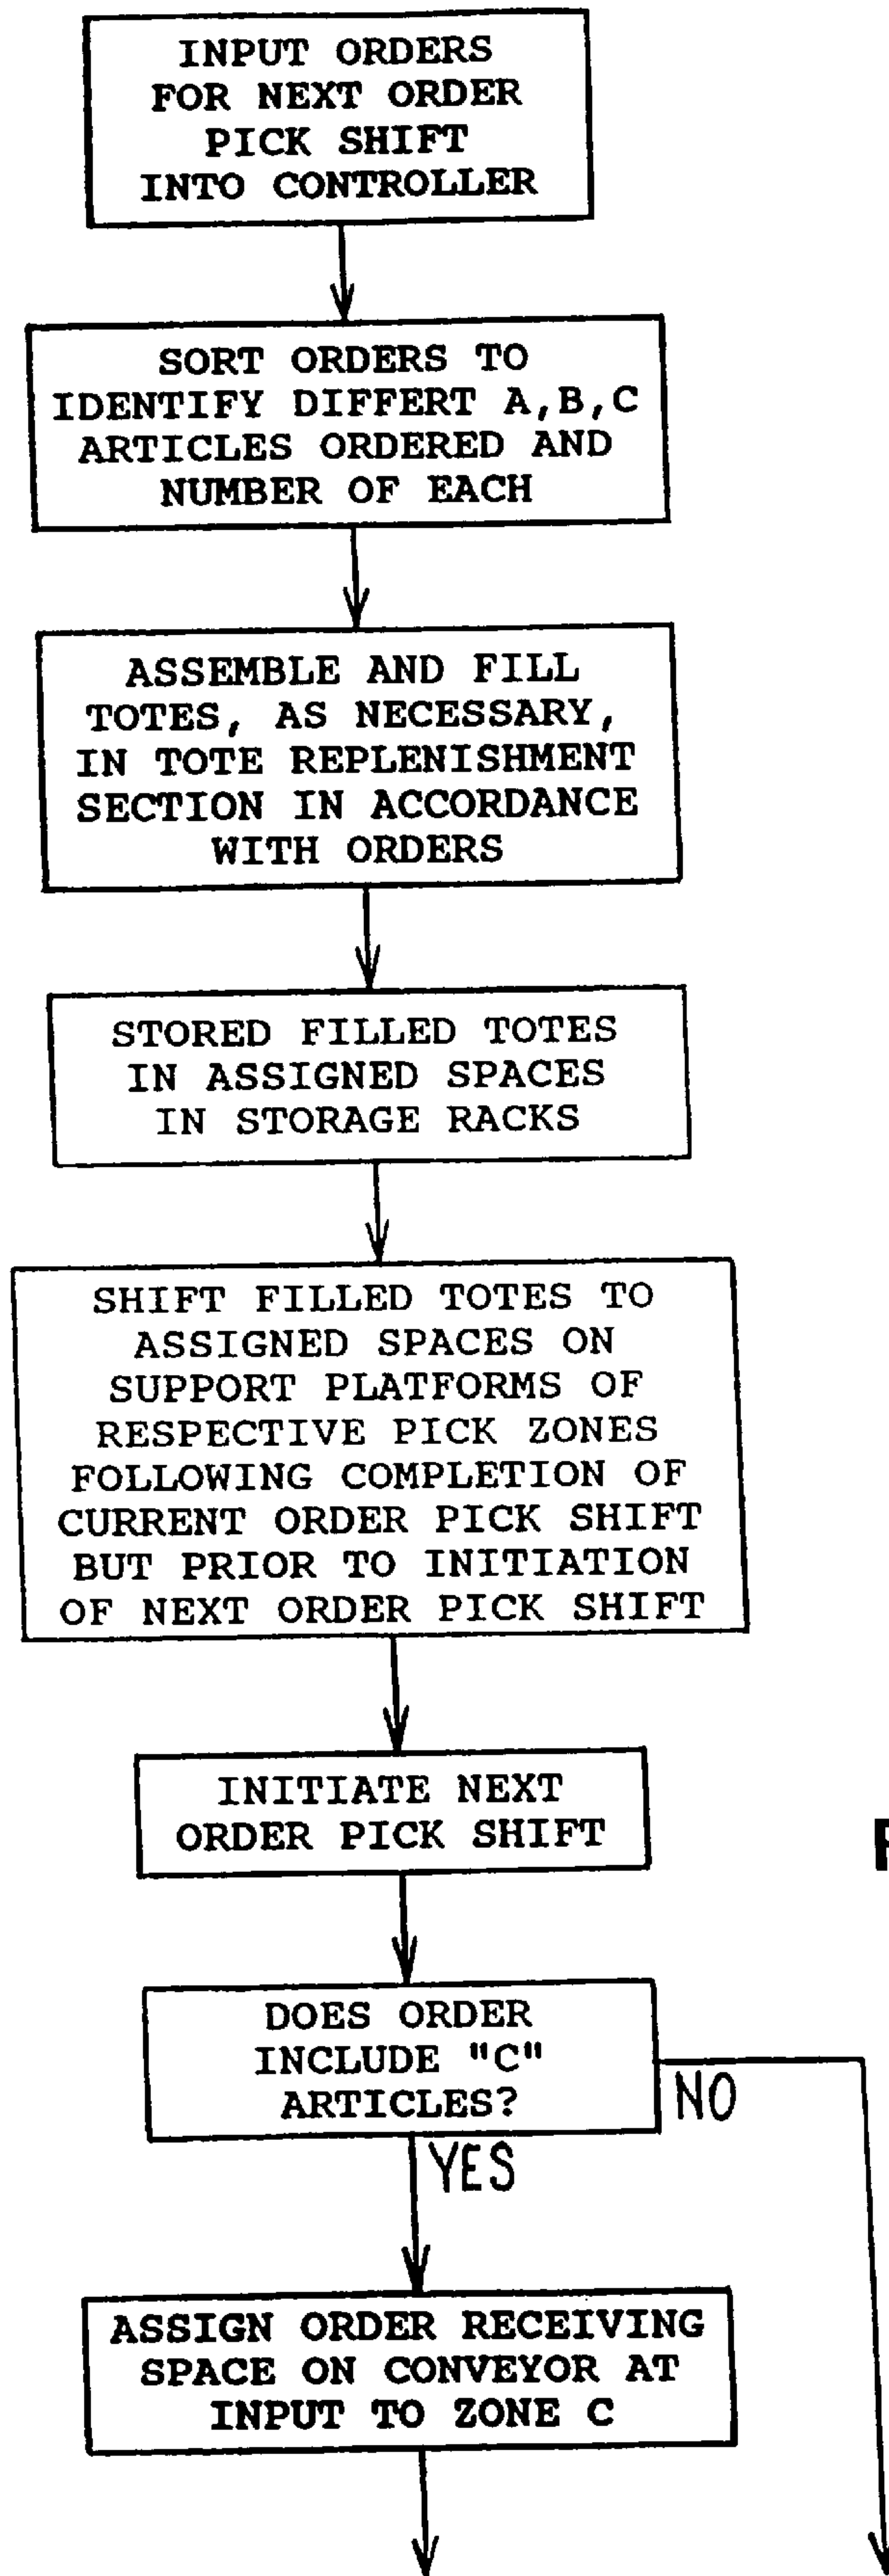 INPUT ORDERS
FOR NEXT ORDER
PICK SHIFT
INTO CONTROLLER
SORT ORDERS TO
IDENTIFY DIFFERT A,B,C
ARTICLES ORDERED AND
NUMBER OF EACH
ASSEMBLE AND FILL
TOTES, AS NECESSARY,
IN TOTE REPLENISHMENT
SECTION IN ACCORDANCE
WITH ORDERS
STORED FILLED TOTES
IN ASSIGNED SPACES
IN STORAGE RACKS
SHIFT FILLED TOTES TO
ASSIGNED SPACES ON
SUPPORT PLATFORMS OF
RESPECTIVE PICK ZONES
FOLLOWING COMPLETION OF
CURRENT ORDER PICK SHIFT
BUT PRIOR TO INITIATION
OF NEXT ORDER PICK SHIFT
INITIATE NEXT
ORDER PICK SHIFT
DOES ORDER
INCLUDE "C"
ARTICLES?
NO
YES
ASSIGN ORDER RECEIVING
SPACE ON CONVEYOR AT
INPUT TO ZONE C